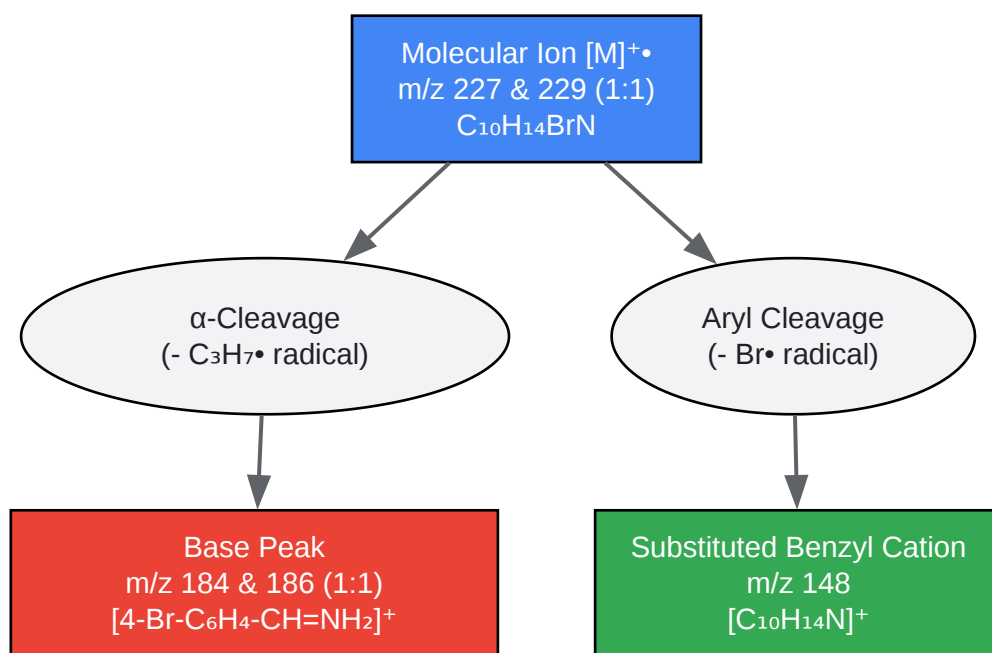 Molecular Ion [M]⁺•
m/z 227 & 229 (1:1)
C₁₀H₁₄BrN
α-Cleavage
(- C₃H₇• radical)
Aryl Cleavage
(- Br• radical)
Base Peak
m/z 184 & 186 (1:1)
[4-Br-C₆H₄-CH=NH₂]⁺
Substituted Benzyl Cation
m/z 148
[C₁₀H₁₄N]⁺